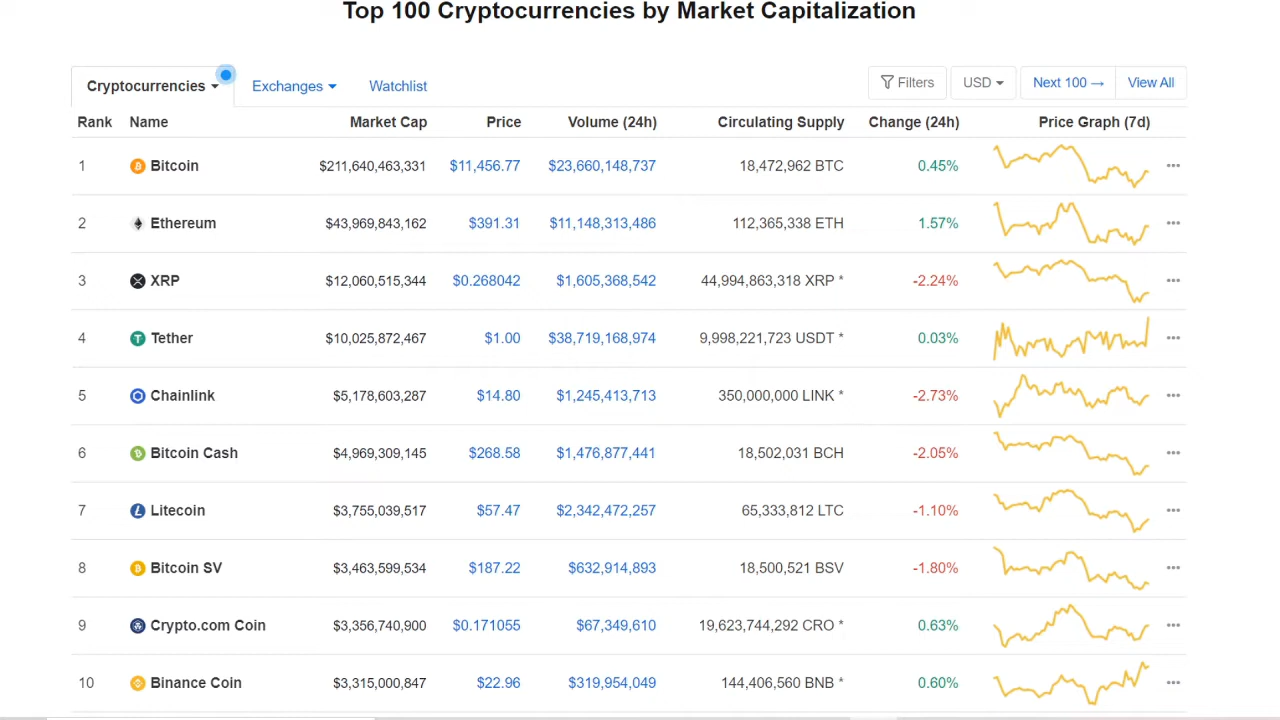 Top 100 Cryptocurrencies by Market Capitalization
Cryptocurrencies Exchanges Watchlist Filters USD Next 100 → View All
Rank Name Market Cap Price Volume (24h) Circulating Supply Change (24h) Price Graph (7d)
1 Bitcoin $211,640,463,331 $11,456.77 $23,660,148,737 18,472,962 BTC 0.45%
2 Ethereum $43,969,843,162 $391.31 $11,148,313,486 112,365,338 ETH 1.57%
3 XRP $12,060,515,344 $0.268042 $1,605,368,542 44,994,863,318 XRP * -2.24%
4 Tether $10,025,872,467 $1.00 $38,719,168,974 9,998,221,723 USDT * 0.03%
5 Chainlink $5,178,603,287 $14.80 $1,245,413,713 350,000,000 LINK * -2.73%
6 Bitcoin Cash $4,969,309,145 $268.58 $1,476,877,441 18,502,031 BCH -2.05%
7 Litecoin $3,755,039,517 $57.47 $2,342,472,257 65,333,812 LTC -1.10%
8 Bitcoin SV $3,463,599,534 $187.22 $632,914,893 18,500,521 BSV -1.80%
9 Crypto.com Coin $3,356,740,900 $0.171055 $67,349,610 19,623,744,292 CRO * 0.63%
10 Binance Coin $3,315,000,847 $22.96 $319,954,049 144,406,560 BNB * 0.60%